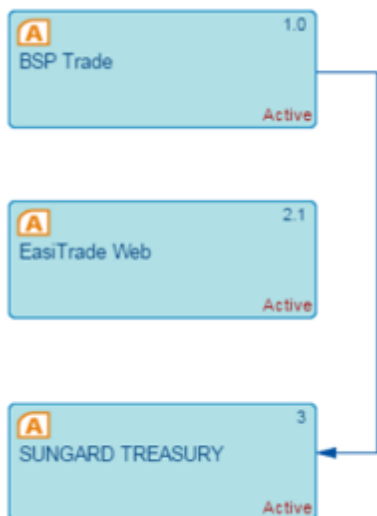 A 1.0
BSP Trade
Active
A 2.1
EasiTrade Web
Active
A 3
SUNGARD TREASURY
Active